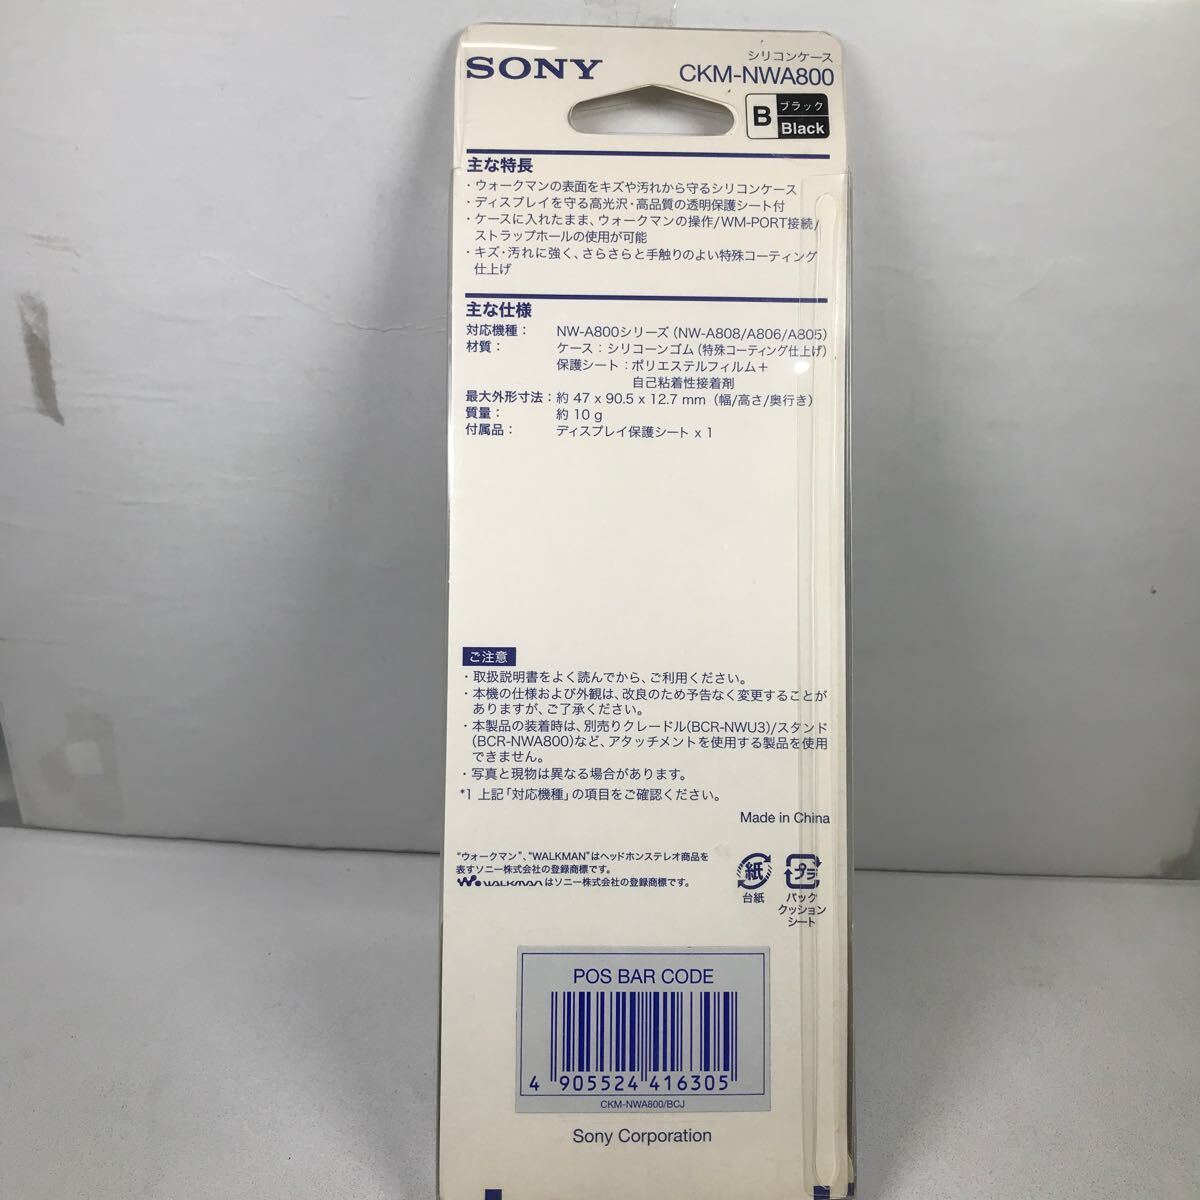 SONY
シリコンケース
CKM-NWA800
B ブラック
Black
主な特長
・ウォークマンの表面をキズや汚れから守るシリコンケース
・ディスプレイを守る高光沢・高品質の透明保護シート付
・ケースに入れたまま、ウォークマンの操作/WM-PORT接続/
ストラップホールの使用が可能
・キズ・汚れに強く、さらさらと手触りのよい特殊コーティング
仕上げ
主な仕様
対応機種： NW-A800シリーズ（NW-A808/A806/A805）
材質： ケース：シリコーンゴム（特殊コーティング仕上げ）
保護シート：ポリエステルフィルム＋
自己粘着性接着剤
最大外形寸法：約 47 x 90.5 x 12.7 mm（幅/高さ/奥行き）
質量： 約 10 g
付属品： ディスプレイ保護シート x 1
ご注意
・取扱説明書をよく読んでから、ご利用ください。
・本機の仕様および外観は、改良のため予告なく変更することが
ありますが、ご了承ください。
・本製品の装着時は、別売りクレードル(BCR-NWU3)/スタンド
(BCR-NWA800)など、アタッチメントを使用する製品を使用
できません。
・写真と現物は異なる場合があります。
*1 上記「対応機種」の項目をご確認ください。
Made in China
"ウォークマン"、"WALKMAN"はヘッドホンステレオ商品を
表すソニー株式会社の登録商標です。
WALKMANはソニー株式会社の登録商標です。
紙
台紙
プラ
パック
クッション
シート
POS BAR CODE
4 905524 416305
CKM-NWA800/BCJ
Sony Corporation